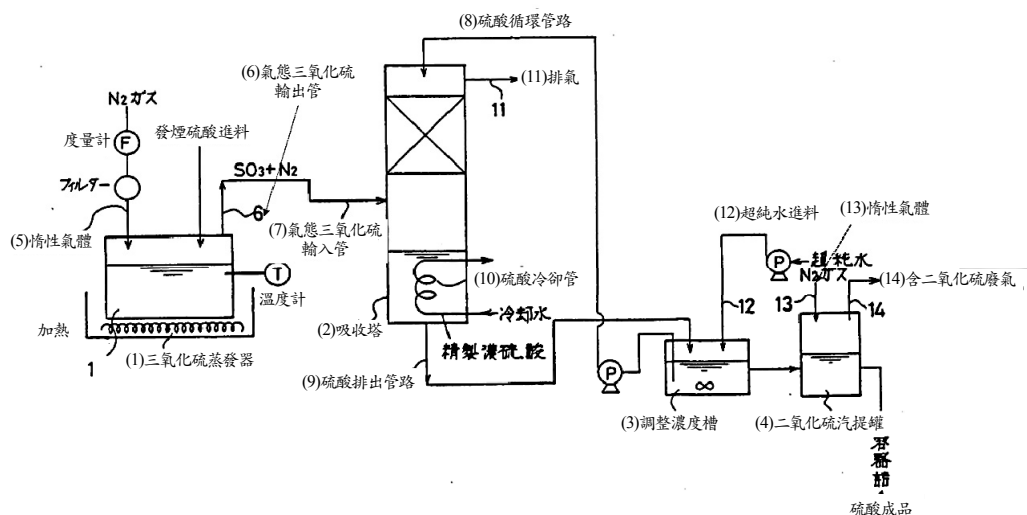 (8)硫酸循環管路
(6)氣態三氧化硫
輸出管
(11)排氣
11
N2ガス
度量計
F
發煙硫酸進料
SO3+N2
フィルター
6
(7)氣態三氧化硫
輸入管
(5)惰性氣體
T
溫度計
加熱
1
(1)三氧化硫蒸發器
(10)硫酸冷卻管
(2)吸收塔
冷却水
精製濃硫酸
(9)硫酸排出管路
P
(12)超純水進料
(13)惰性氣體
P
超純水
N2ガス
(14)含二氧化硫廢氣
12
13
14
(3)調整濃度槽
(4)二氧化硫汽提罐
容器詰
硫酸成品